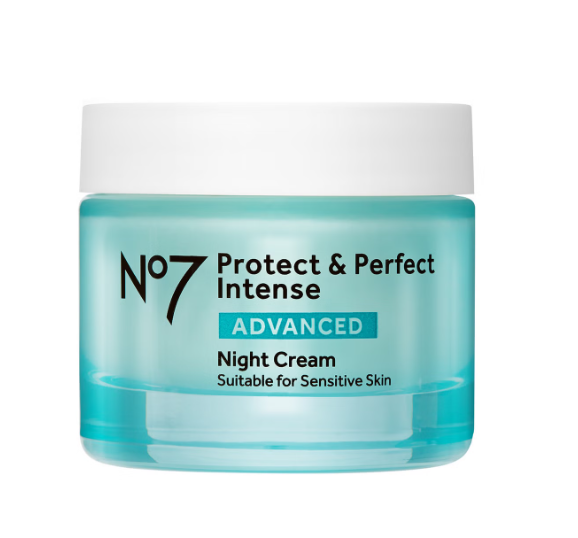 No7
Protect & Perfect
Intense
ADVANCED
Night Cream
Suitable for Sensitive Skin